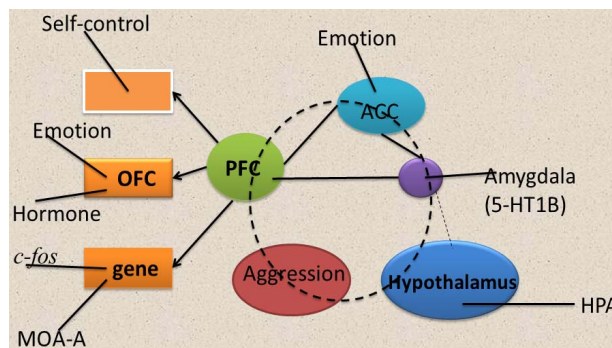 Self-control
Emotion
ACC
Emotion
OFC
PFC
Amygdala
(5-HT1B)
Hormone
c-fos
gene
Aggression
Hypothalamus
HPA
MOA-A